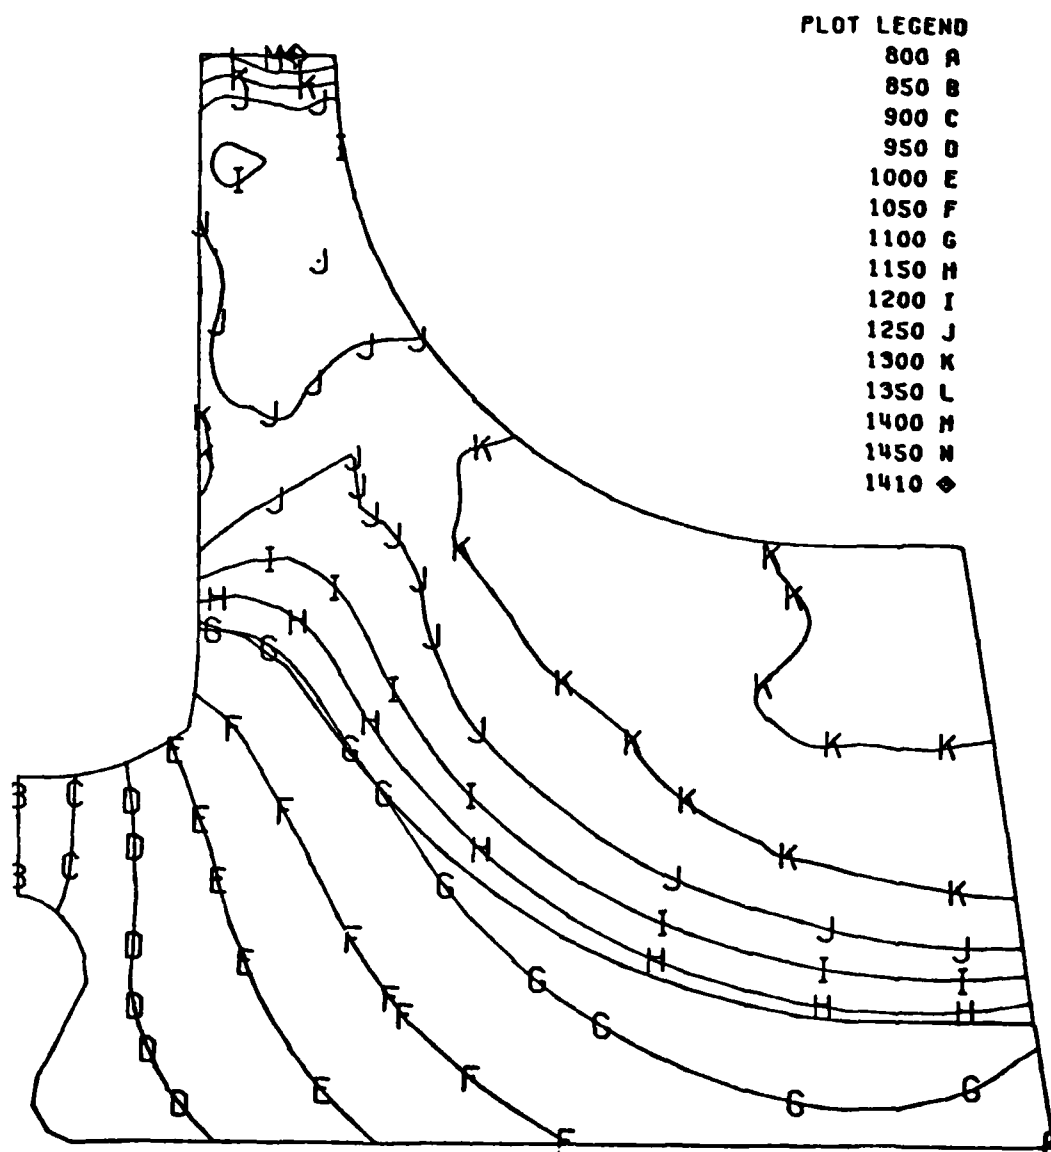 PLOT LEGEND
800 A
850 B
900 C
950 D
1000 E
1050 F
1100 G
1150 H
1200 I
1250 J
1300 K
1350 L
1400 M
1450 N
1410
L M
K K
J J
I
I
J
J
J
J J
J
J
K
K
J
J
J
J
J
K
I
I
J
K
K
H
H
J
K
G
G
I
K
K
F
E
H
G
J
K
K K
B C D
G
I
K
E
F
D
H
K
B C
E
G
J
K
I
J
D
F
E
H
J
I I
G
D
F
H H
F
G
D
F
E
G
G
D
F